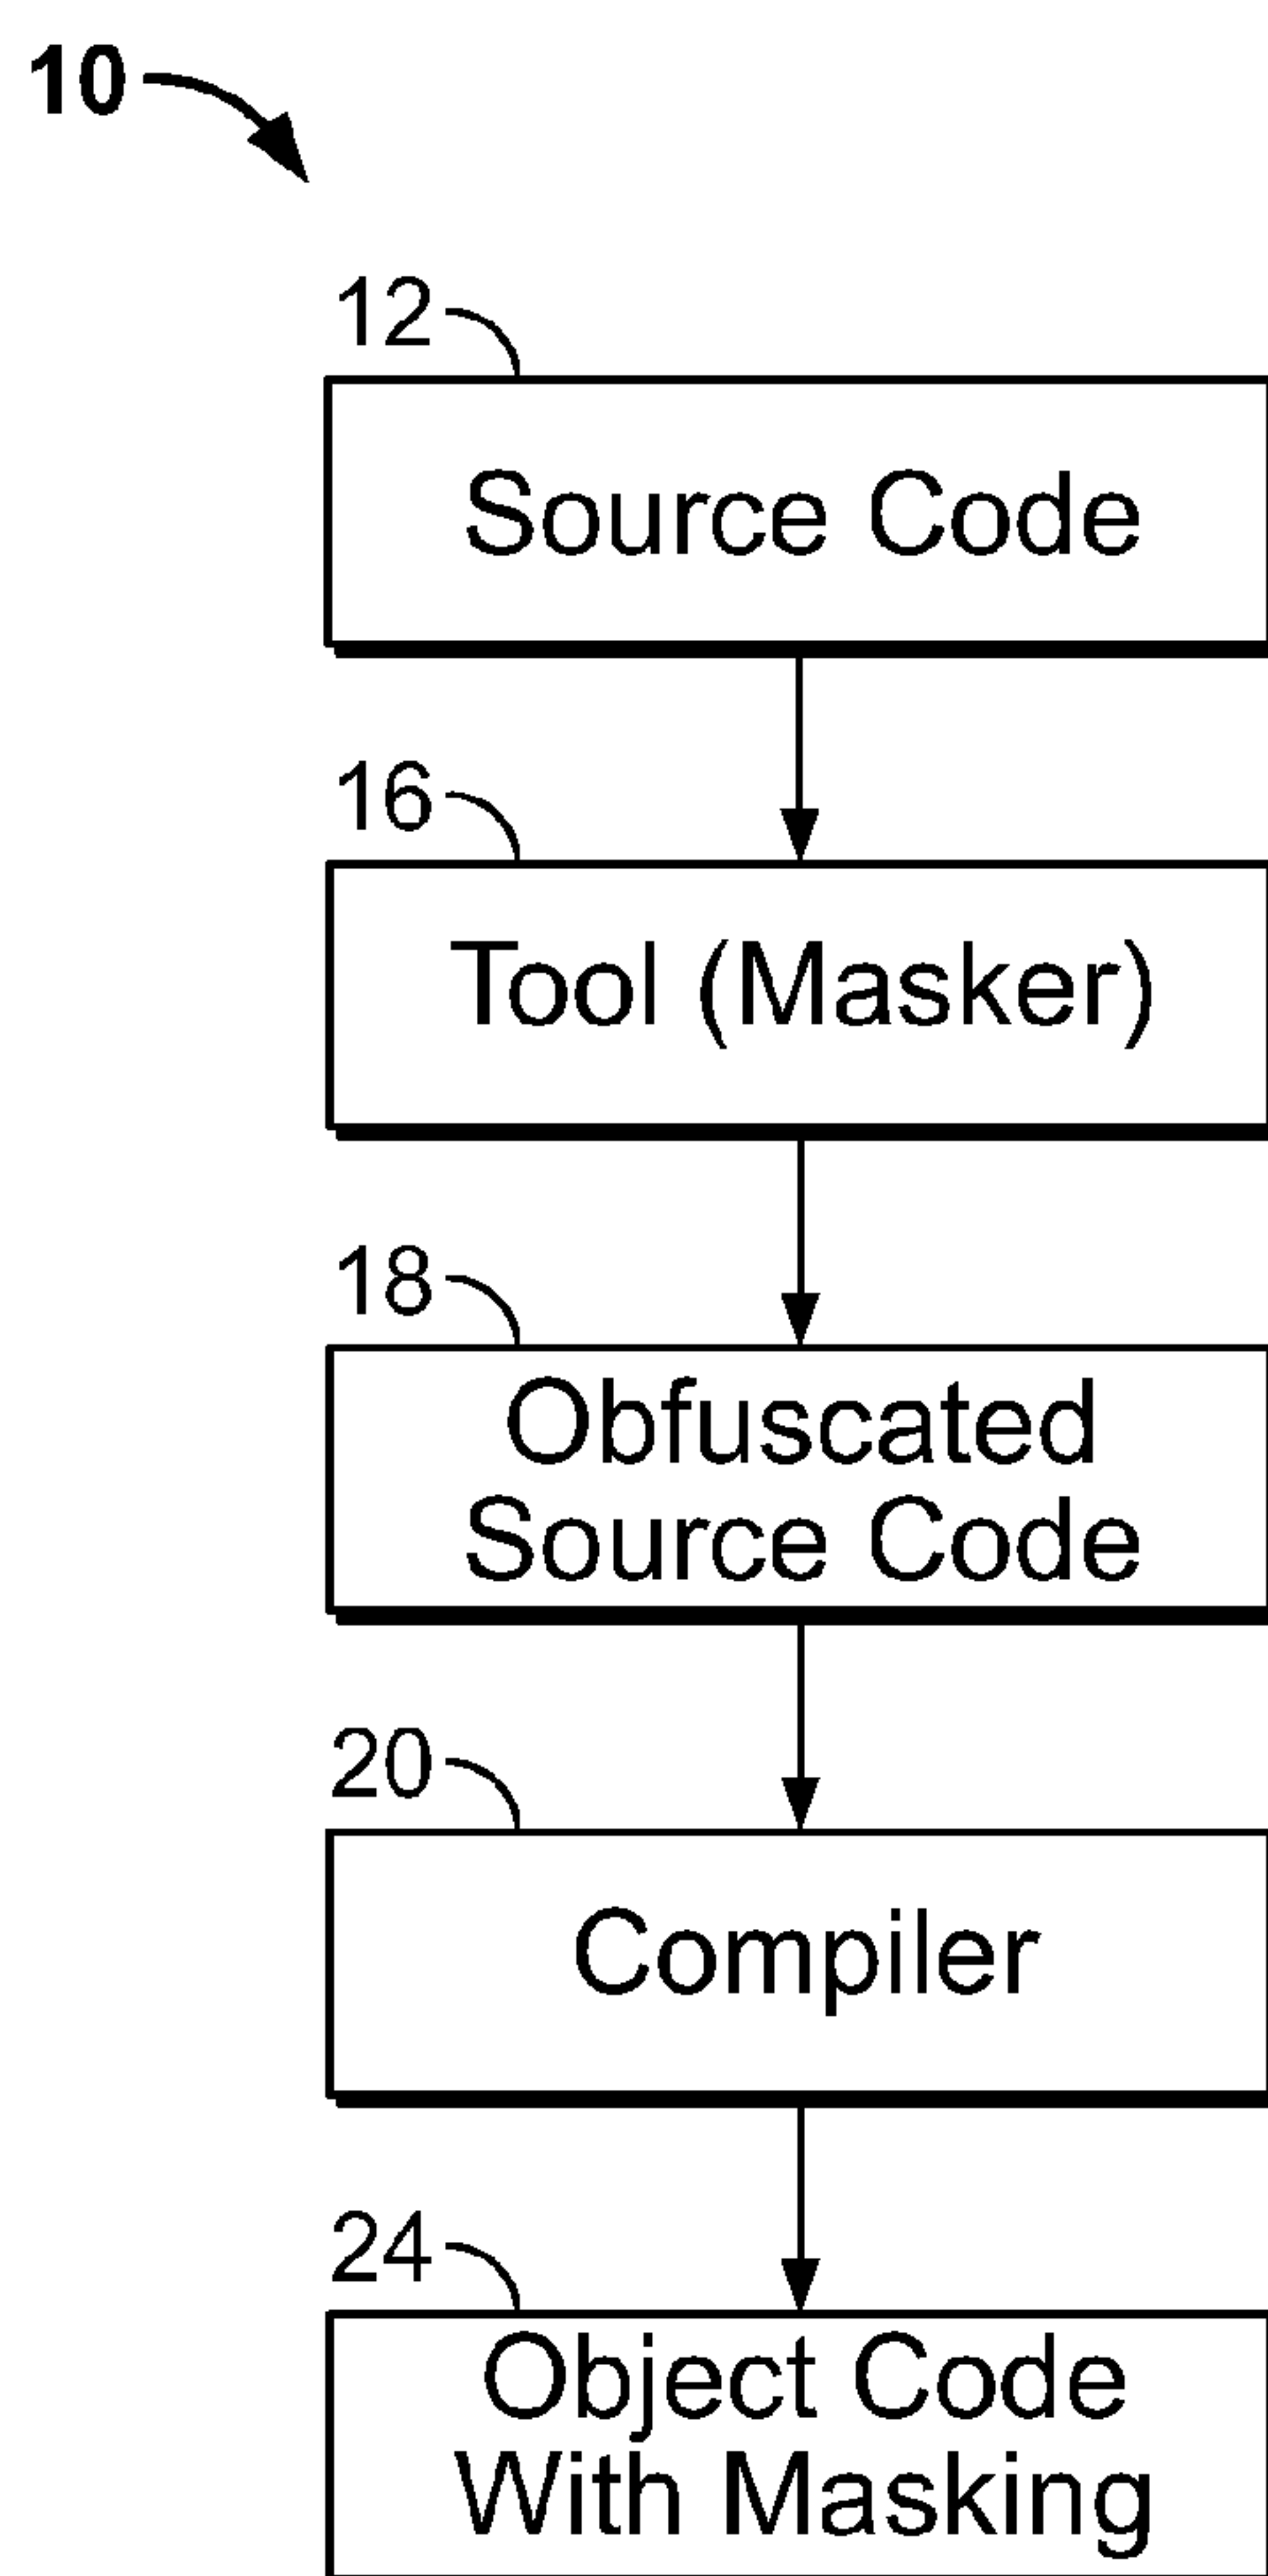 10
12
Source Code
16
Tool (Masker)
18
Obfuscated
Source Code
20
Compiler
24
Object Code
With Masking